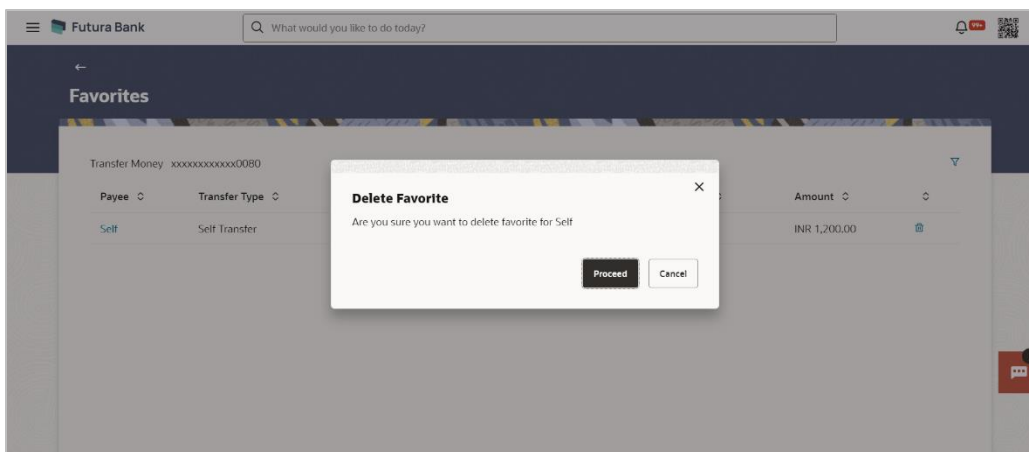 Futura Bank
What would you like to do today?
99+
Favorites
Transfer Money xxxxxxxxxxxx0080
Payee Transfer Type Amount
Self Self Transfer INR 1,200.00
Delete Favorite
Are you sure you want to delete favorite for Self
Proceed Cancel